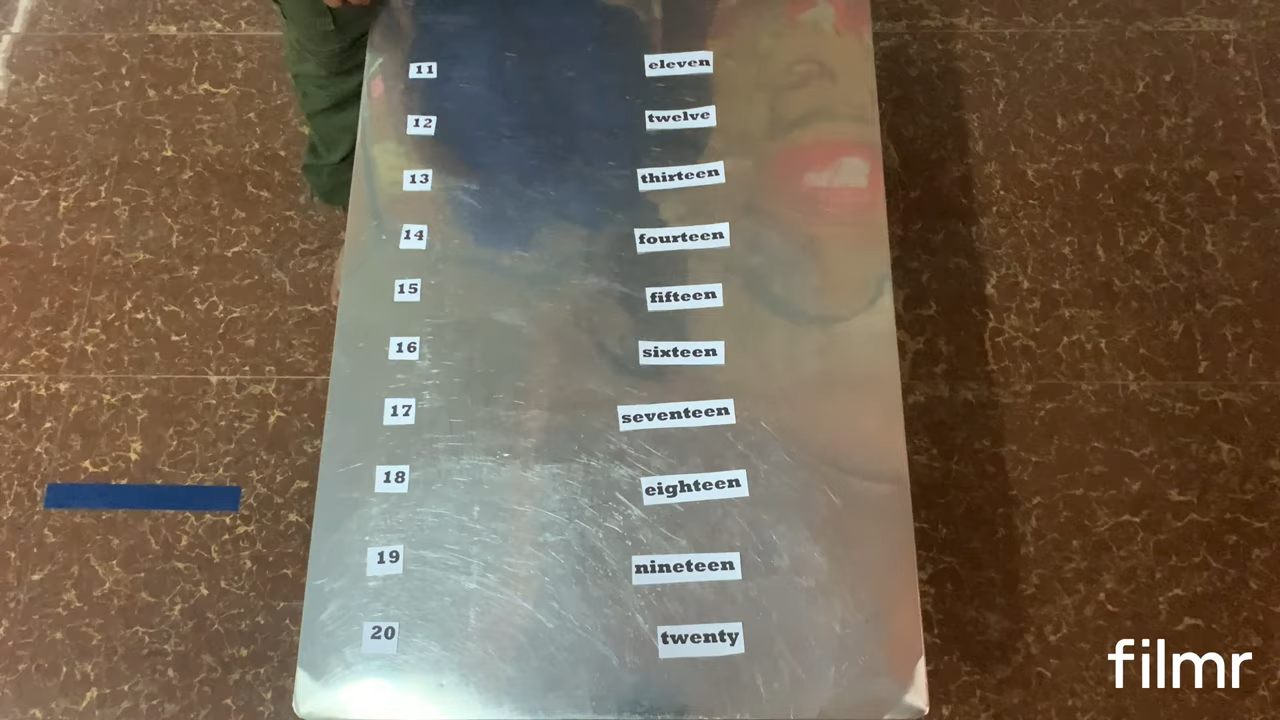 11 eleven
12 twelve
13 thirteen
14 fourteen
15 fifteen
16 sixteen
17 seventeen
18 eighteen
19 nineteen
20 twenty
filmr